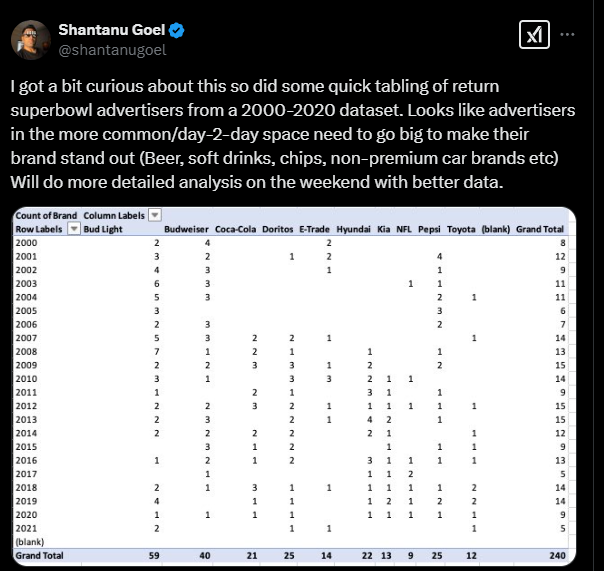 Shantanu Goel
@shantanugoel
I got a bit curious about this so did some quick tabling of return
superbowl advertisers from a 2000-2020 dataset. Looks like advertisers
in the more common/day-2-day space need to go big to make their
brand stand out (Beer, soft drinks, chips, non-premium car brands etc)
Will do more detailed analysis on the weekend with better data.
Count of Brand Column Labels
Row Labels Bud Light Budweiser Coca-Cola Doritos E-Trade Hyundai Kia NFL Pepsi Toyota (blank) Grand Total
2000 2 4 2 8
2001 3 2 1 2 4 12
2002 4 3 1 1 9
2003 6 3 1 1 11
2004 5 3 2 1 11
2005 3 3 6
2006 2 3 2 7
2007 5 3 2 2 1 1 14
2008 7 1 2 1 1 1 13
2009 2 2 3 3 1 2 2 15
2010 3 1 3 3 2 1 1 14
2011 1 2 1 3 1 1 9
2012 2 2 3 2 1 1 1 1 1 1 15
2013 2 3 2 1 4 2 1 15
2014 2 2 2 2 2 1 1 12
2015 3 1 2 1 1 1 9
2016 1 2 1 2 3 1 1 1 1 13
2017 1 1 1 2 5
2018 2 1 3 1 1 1 1 1 1 2 14
2019 4 1 1 1 2 1 2 2 14
2020 1 1 1 1 1 1 1 1 1 9
2021 2 1 1 1 5
(blank)
Grand Total 59 40 21 25 14 22 13 9 25 12 240